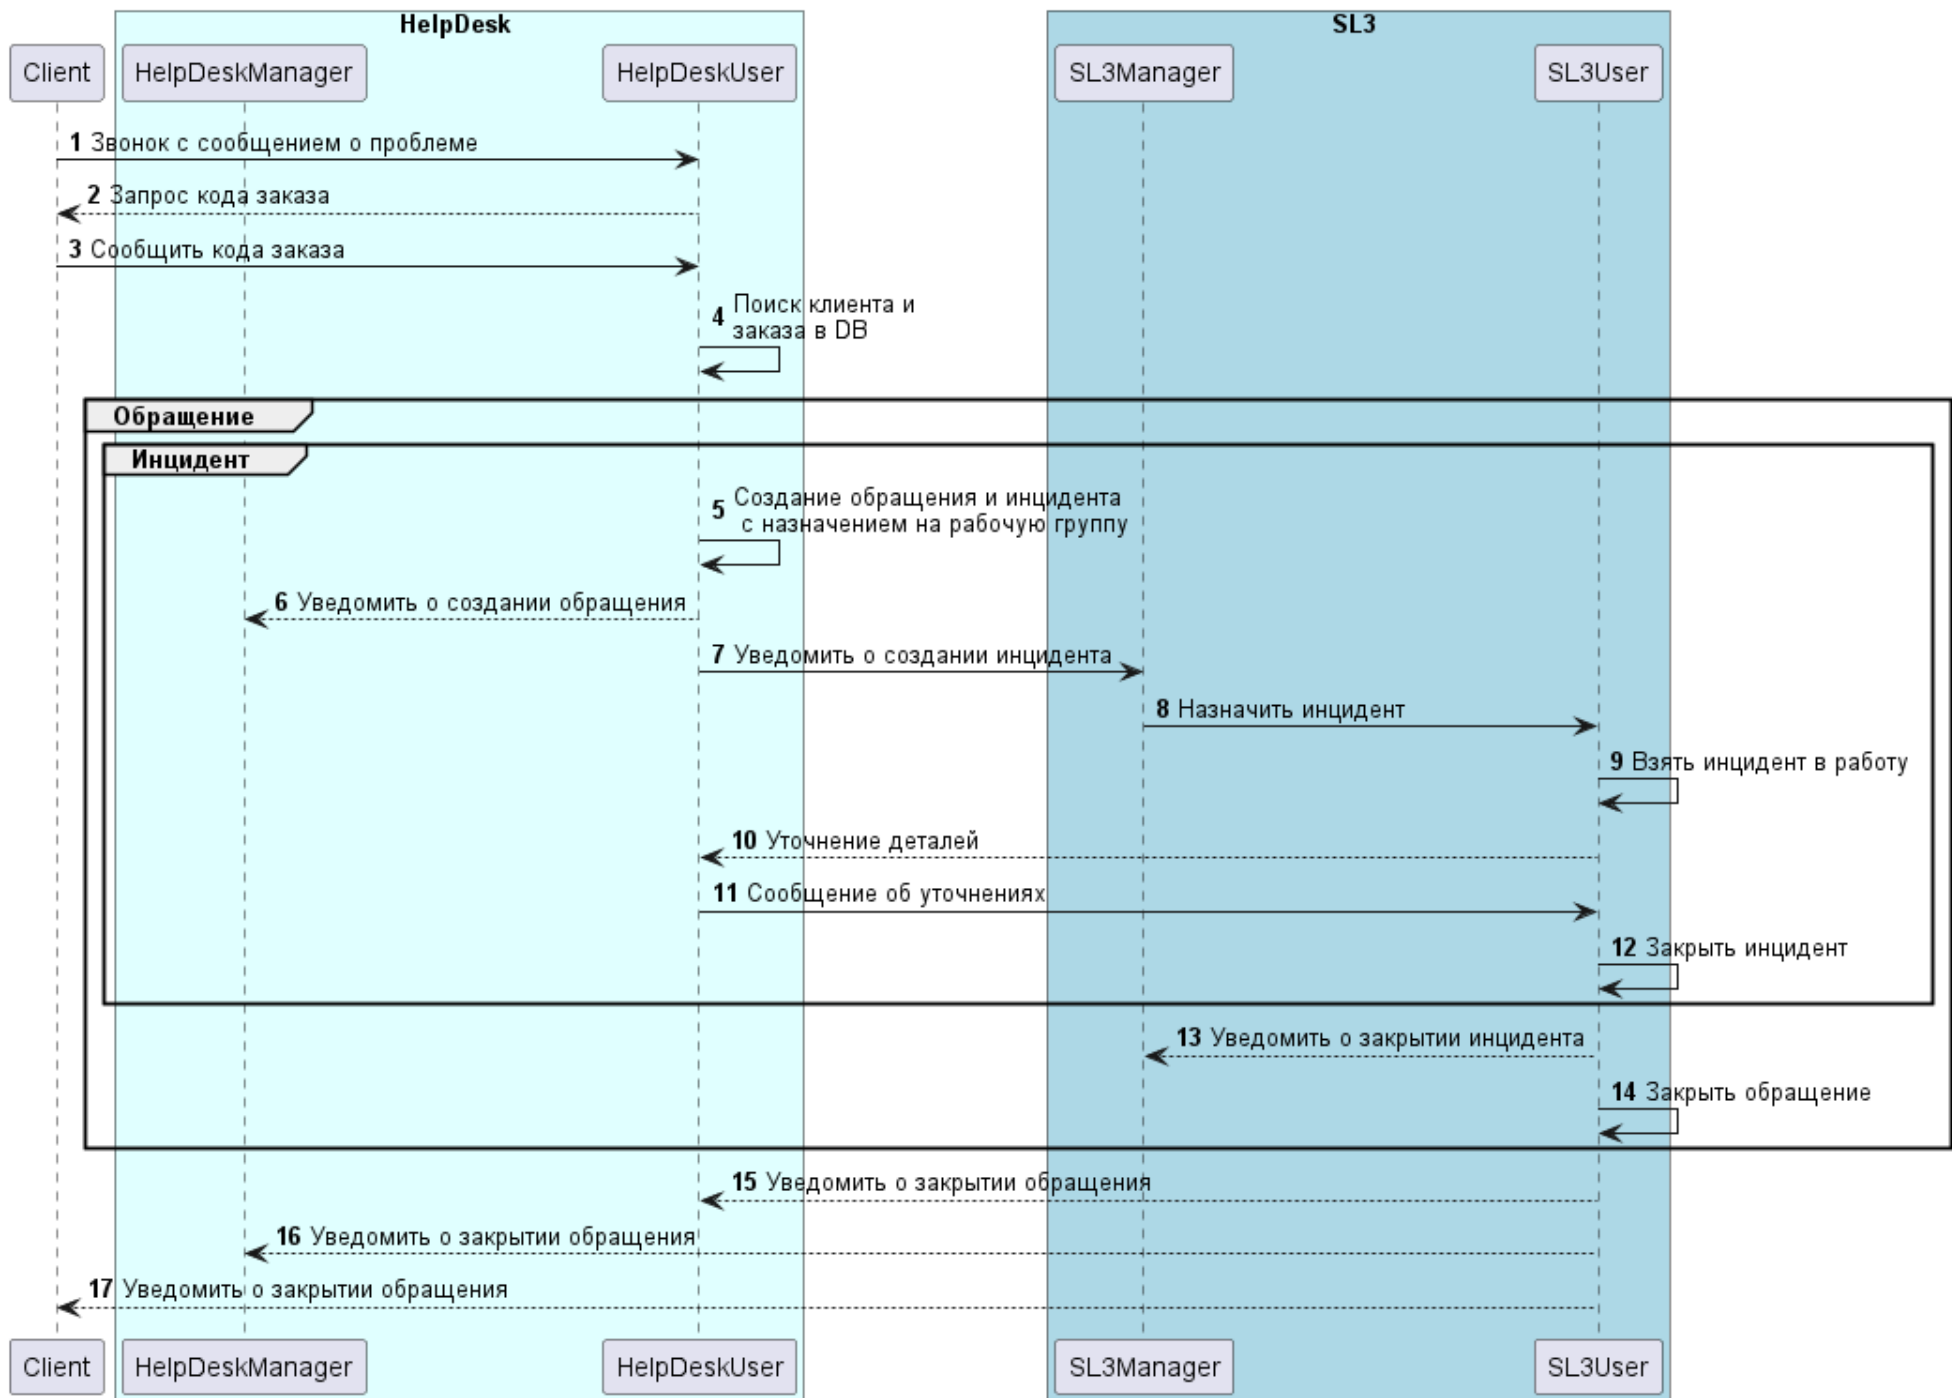 HelpDesk
SL3
Client
HelpDeskManager
HelpDeskUser
SL3Manager
SL3User
1 Звонок с сообщением о проблеме
2 Запрос кода заказа
3 Сообщить кода заказа
4 Поиск клиента и
заказа в DB
Обращение
Инцидент
5 Создание обращения и инцидента
с назначением на рабочую группу
6 Уведомить о создании обращения
7 Уведомить о создании инцидента
8 Назначить инцидент
9 Взять инцидент в работу
10 Уточнение деталей
11 Сообщение об уточнениях
12 Закрыть инцидент
13 Уведомить о закрытии инцидента
14 Закрыть обращение
15 Уведомить о закрытии обращения
16 Уведомить о закрытии обращения
17 Уведомить о закрытии обращения
Client
HelpDeskManager
HelpDeskUser
SL3Manager
SL3User